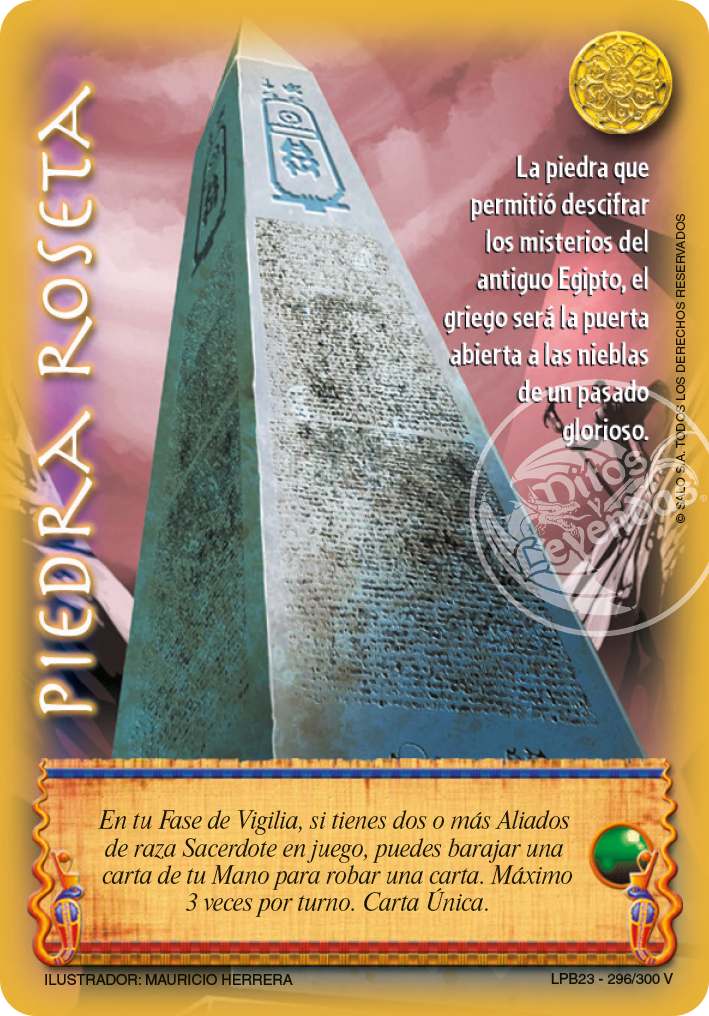 PIEDRA ROSETA
La piedra que
permitió descifrar
los misterios del
antiguo Egipto, el
griego será la puerta
abierta a las nieblas
de un pasado
glorioso.
© SALO S.A. TODOS LOS DERECHOS RESERVADOS
Mitos
y
Leyendas®
En tu Fase de Vigilia, si tienes dos o más Aliados
de raza Sacerdote en juego, puedes barajar una
carta de tu Mano para robar una carta. Máximo
3 veces por turno. Carta Única.
ILUSTRADOR: MAURICIO HERRERA
LPB23 - 296/300 V